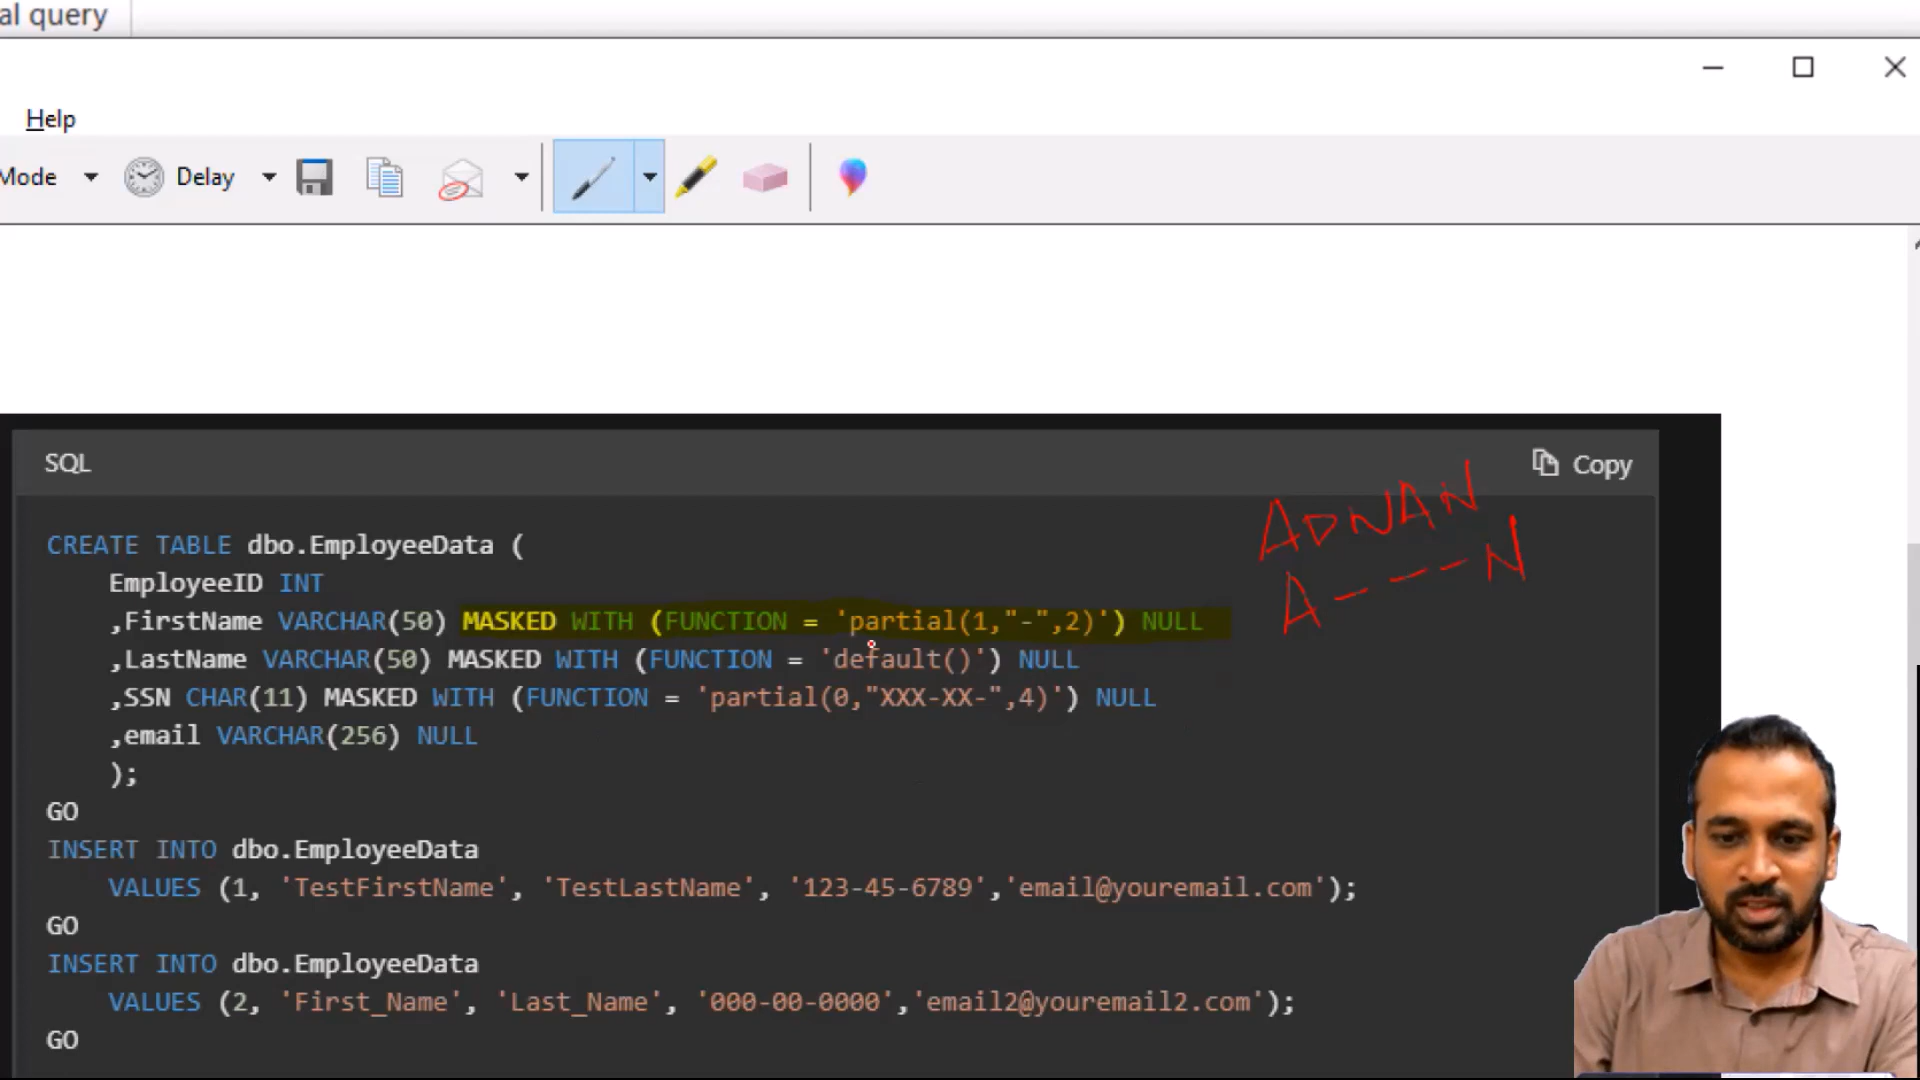 al query
Help
Mode Delay
SQL
Copy
ADNAN
A----N
CREATE TABLE dbo.EmployeeData (
EmployeeID INT
,FirstName VARCHAR(50) MASKED WITH (FUNCTION = 'partial(1,"-",2)') NULL
,LastName VARCHAR(50) MASKED WITH (FUNCTION = 'default()') NULL
,SSN CHAR(11) MASKED WITH (FUNCTION = 'partial(0,"XXX-XX-",4)') NULL
,email VARCHAR(256) NULL
);
GO
INSERT INTO dbo.EmployeeData
VALUES (1, 'TestFirstName', 'TestLastName', '123-45-6789','email@youremail.com');
GO
INSERT INTO dbo.EmployeeData
VALUES (2, 'First_Name', 'Last_Name', '000-00-0000','email2@youremail2.com');
GO